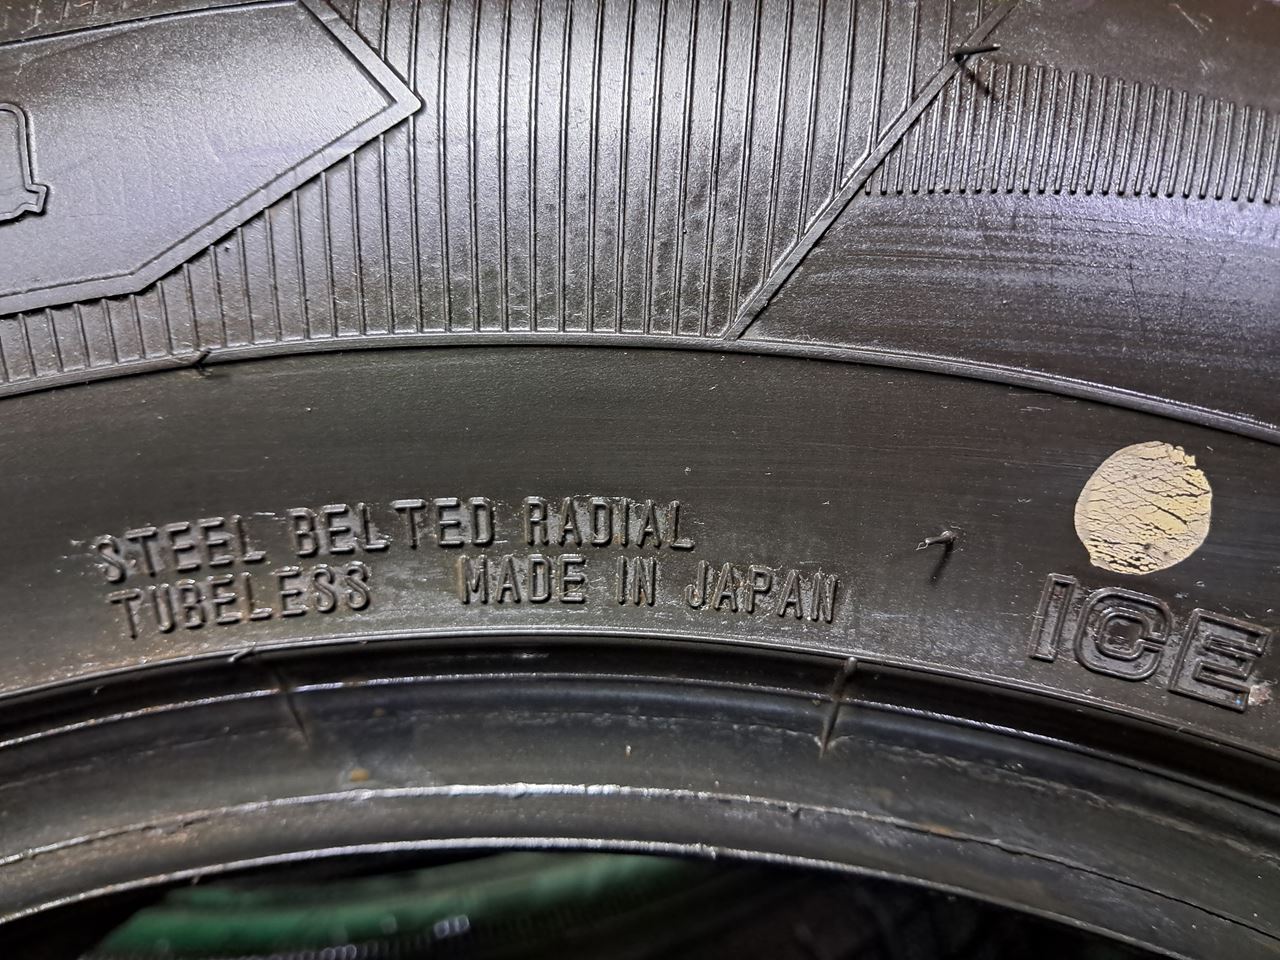 STEEL BELTED RADIAL
TUBELESS MADE IN JAPAN
ICE